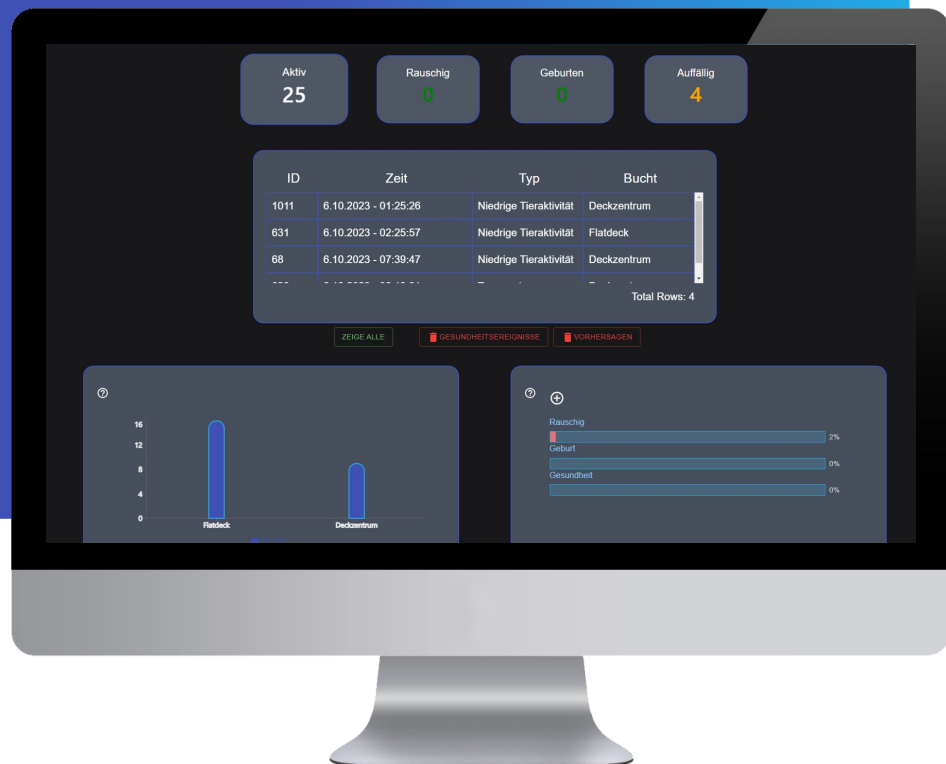 Aktiv Rauschig Geburten Auffällig
25 0 0 4
ID Zeit Typ Bucht
1011 6.10.2023 - 01:25:26 Niedrige Tieraktivität Deckzentrum
631 6.10.2023 - 02:25:57 Niedrige Tieraktivität Flatdeck
68 6.10.2023 - 07:39:47 Niedrige Tieraktivität Deckzentrum
Total Rows: 4
ZEIGE ALLE GESUNDHEITSEREIGNISSE VORHERSAGEN
16
12
8
4
0
Flatdeck Deckzentrum
Rauschig
2%
Geburt
0%
Gesundheit
0%